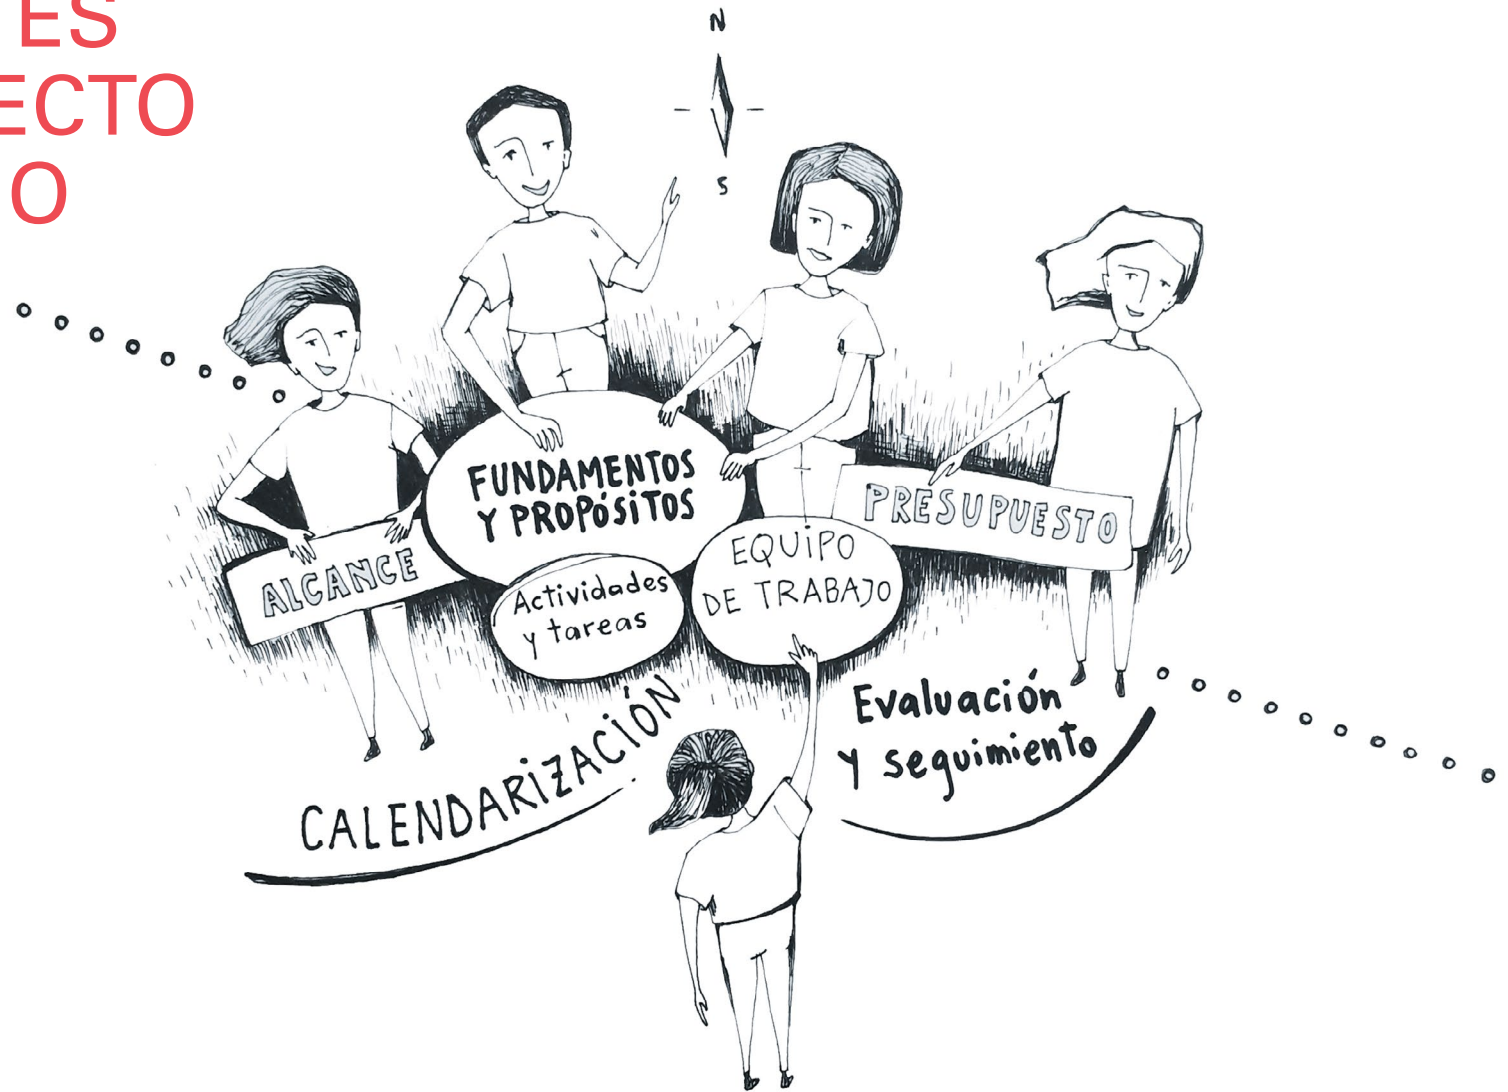 ES
ECTO
O
N
S
FUNDAMENTOS
Y PROPÓSITOS
ALCANCE
PRESUPUESTO
EQUIPO
DE TRABAJO
Actividades
y tareas
CALENDARIZACIÓN
Evaluación
y seguimiento